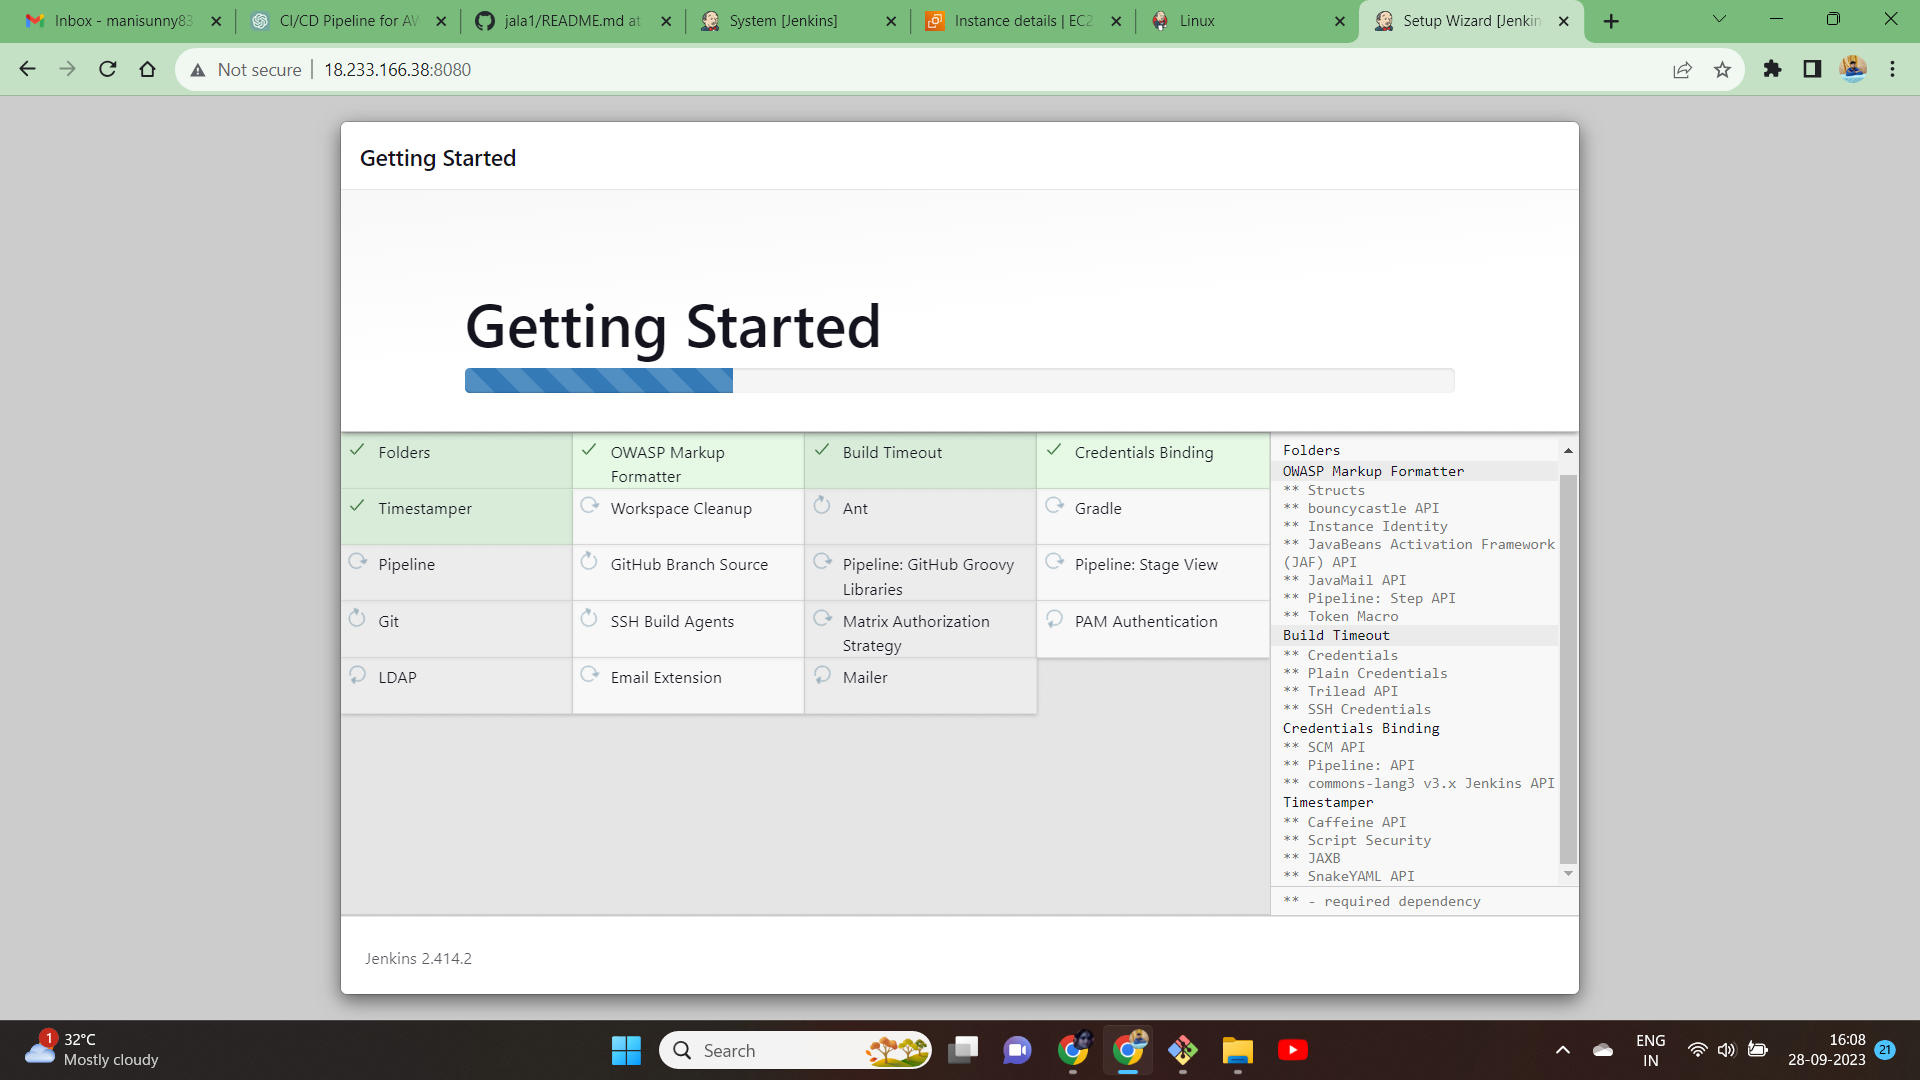 Inbox - manisunny83
CI/CD Pipeline for AW
jala1/README.md at
System [Jenkins]
Instance details | EC2
Linux
Setup Wizard [Jenkin
Not secure
18.233.166.38:8080
Getting Started
Getting Started
Folders
OWASP Markup
Formatter
Build Timeout
Credentials Binding
Timestamper
Workspace Cleanup
Ant
Gradle
Pipeline
GitHub Branch Source
Pipeline: GitHub Groovy
Libraries
Pipeline: Stage View
Git
SSH Build Agents
Matrix Authorization
Strategy
PAM Authentication
LDAP
Email Extension
Mailer
Folders
OWASP Markup Formatter
** Structs
** bouncycastle API
** Instance Identity
** JavaBeans Activation Framework
(JAF) API
** JavaMail API
** Pipeline: Step API
** Token Macro
Build Timeout
** Credentials
** Plain Credentials
** Trilead API
** SSH Credentials
Credentials Binding
** SCM API
** Pipeline: API
** commons-lang3 v3.x Jenkins API
Timestamper
** Caffeine API
** Script Security
** JAXB
** SnakeYAML API
** - required dependency
Jenkins 2.414.2
1
32°C
Mostly cloudy
Search
ENG
IN
16:08
28-09-2023
21